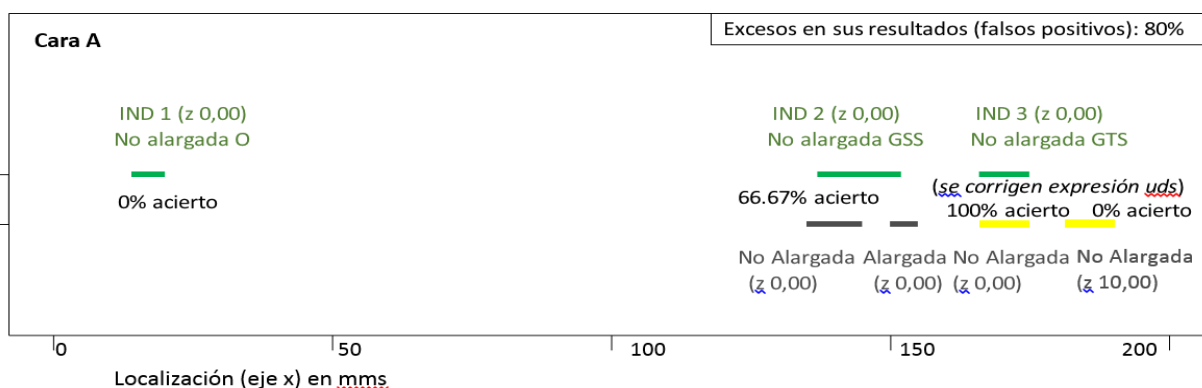 Excesos en sus resultados (falsos positivos): 80%
Cara A
IND 1 (z 0,00)
No alargada O
IND 2 (z 0,00)
No alargada GSS
IND 3 (z 0,00)
No alargada GTS
0% acierto
66.67% acierto
(se corrigen expresión uds)
100% acierto
0% acierto
No Alargada
(z 0,00)
Alargada
(z 0,00)
No Alargada
(z 0,00)
No Alargada
(z 10,00)
0
50
100
150
200
Localización (eje x) en mms